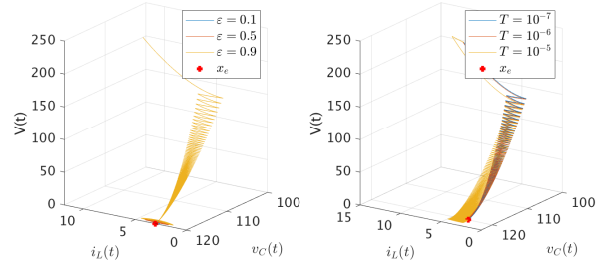 V(t)
250
200
150
100
50
0
10
5
0
i_L(t)
120
110
100
v_C(t)
ε = 0.1
ε = 0.5
ε = 0.9
x_e
V(t)
250
200
150
100
50
0
15
10
5
0
i_L(t)
120
110
100
v_C(t)
T = 10⁻⁷
T = 10⁻⁶
T = 10⁻⁵
x_e